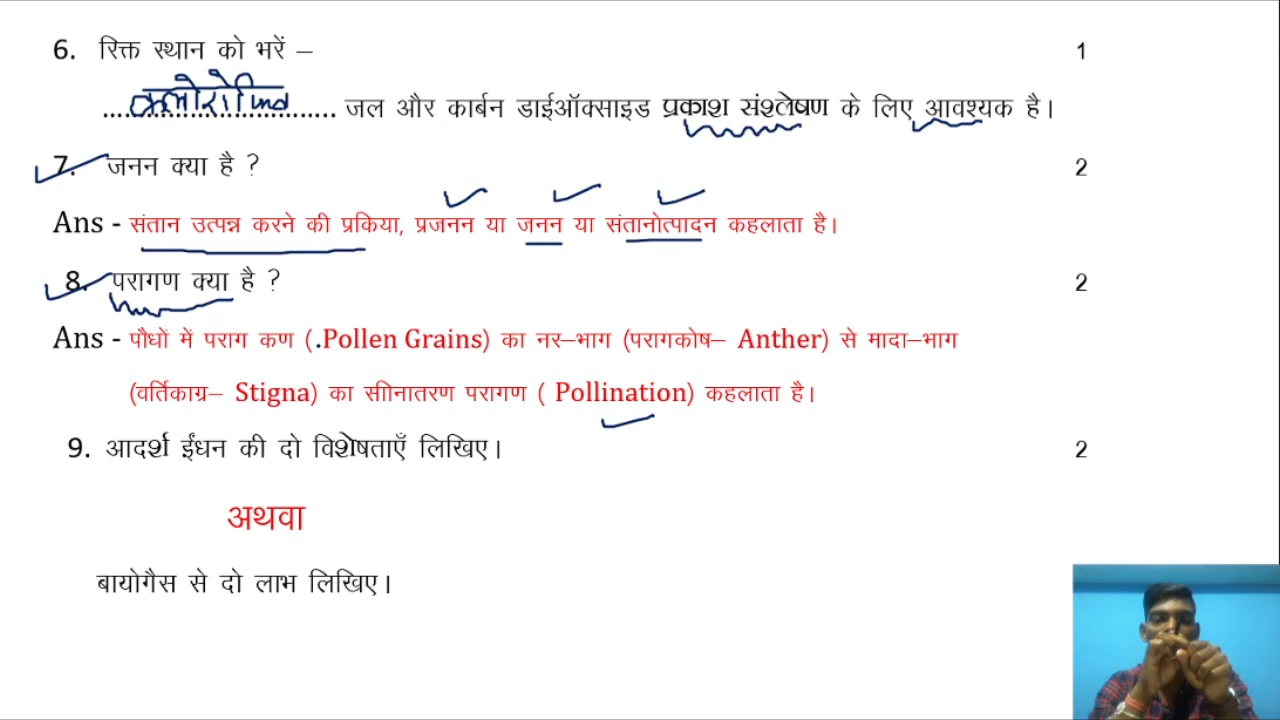 6. रिक्त स्थान को भरें – 1
क्लोरोफिल
.................................. जल और कार्बन डाईऑक्साइड प्रकाश संश्लेषण के लिए आवश्यक है।
7. जनन क्या है ? 2
Ans - संतान उत्पन्न करने की प्रकिया, प्रजनन या जनन या संतानोत्पादन कहलाता है।
8. परागण क्या है ? 2
Ans - पौधों में पराग कण (.Pollen Grains) का नर–भाग (परागकोष– Anther) से मादा–भाग
(वर्तिकाग्र– Stigna) का साीनातरण परागण ( Pollination) कहलाता है।
9. आदर्श ईंधन की दो विशेषताएँ लिखिए। 2
अथवा
बायोगैस से दो लाभ लिखिए।